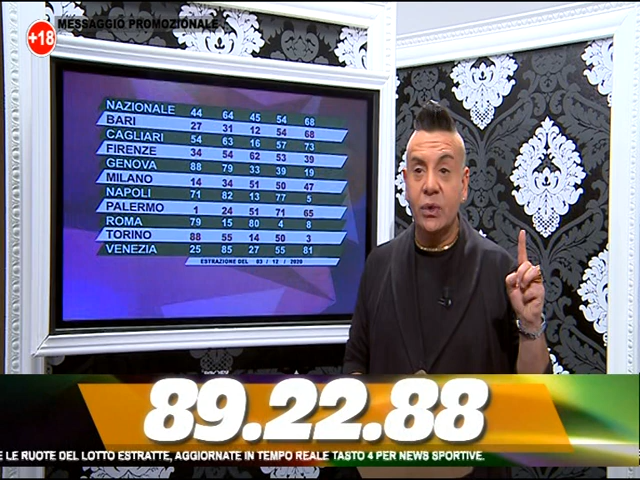 MESSAGGIO PROMOZIONALE
+18
NAZIONALE 44 64 45 54 68
BARI 27 31 12 54 68
CAGLIARI 54 63 16 57 73
FIRENZE 34 54 62 53 39
GENOVA 88 79 33 39 19
MILANO 14 34 51 50 47
NAPOLI 71 82 13 77 5
PALERMO 1 24 51 71 65
ROMA 79 15 80 4 8
TORINO 88 55 14 50 3
VENEZIA 25 85 27 55 81
ESTRAZIONE DEL 03 / 12 / 2020
89.22.88
E LE RUOTE DEL LOTTO ESTRATTE, AGGIORNATE IN TEMPO REALE TASTO 4 PER NEWS SPORTIVE.